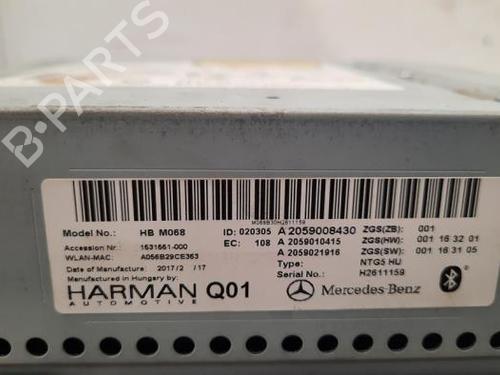 B-PARTS
M068B30H2611159
Model No.: HB M068 ID: 020305 A 2059008430 ZGS(ZB): 001
Accession Nr.: 1631661-000 EC: 108 A 2059010415 ZGS(HW): 001 16 32 01
WLAN-MAC: A056B29CE363 A 2059021916 ZGS(SW): 001 16 31 05
Date of Manufacture: 2017/2 /17 Type: NTG5 HU
Manufactured in Hungary by: Serial No.: H2611159
HARMAN Q01 Mercedes-Benz
AUTOMOTIVE